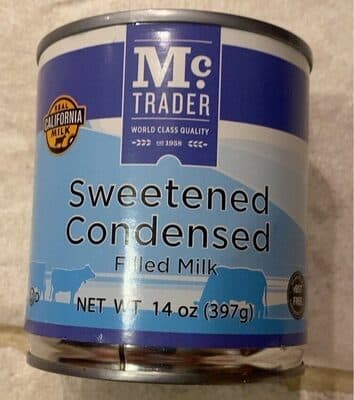 Mc
TRADER
WORLD CLASS QUALITY
est 1958
REAL
CALIFORNIA
MILK
Sweetened
Condensed
Filled Milk
NET WT 14 oz (397g)
FREE